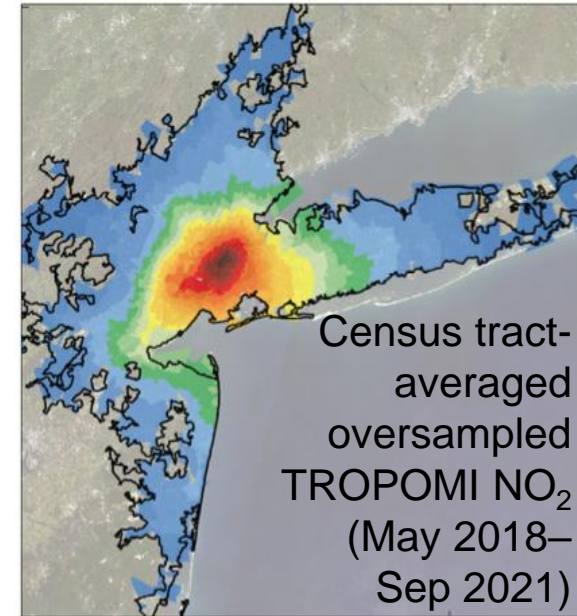 Census tract-
averaged
oversampled
TROPOMI NO₂
(May 2018–
Sep 2021)